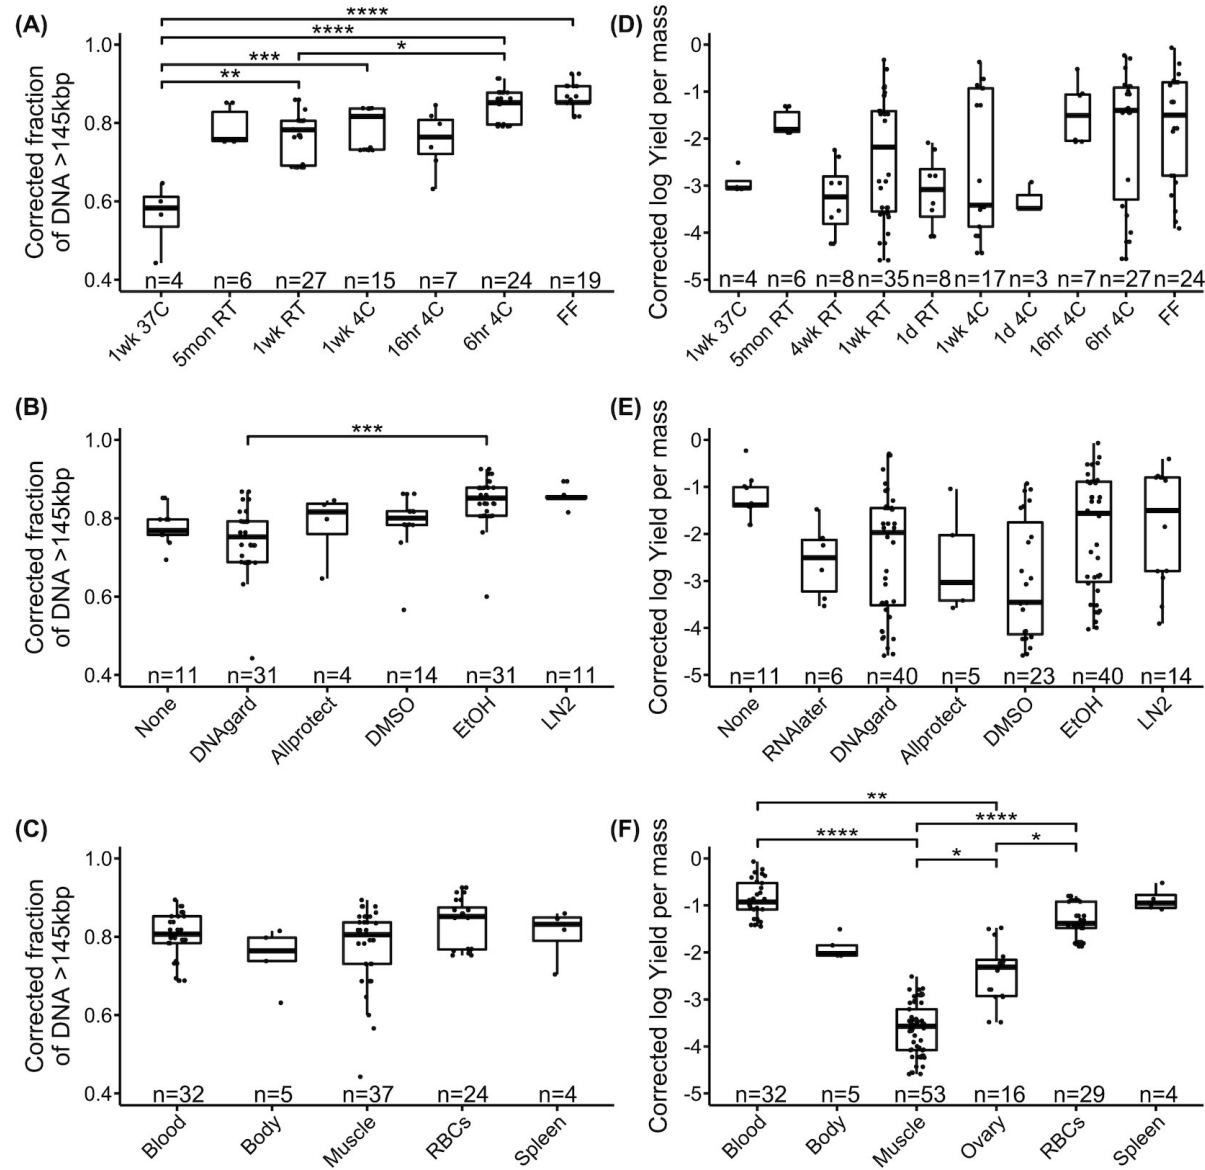 (A)
****
****
*
***
**
Corrected fraction
of DNA >145kbp
1.0
0.8
0.6
0.4
n=4 n=6 n=27 n=15 n=7 n=24 n=19
1wk 37C 5mon RT 1wk RT 1wk 4C 16hr 4C 6hr 4C FF
(D)
Corrected log Yield per mass
0
-1
-2
-3
-4
-5
n=4 n=6 n=8 n=35 n=8 n=17 n=3 n=7 n=27 n=24
1wk 37C 5mon RT 4wk RT 1wk RT 1d RT 1wk 4C 1d 4C 16hr 4C 6hr 4C FF
(B)
***
Corrected fraction
of DNA >145kbp
1.0
0.8
0.6
0.4
n=11 n=31 n=4 n=14 n=31 n=11
None DNAgard Allprotect DMSO EtOH LN2
(E)
Corrected log Yield per mass
0
-1
-2
-3
-4
-5
n=11 n=6 n=40 n=5 n=23 n=40 n=14
None RNAlater DNAgard Allprotect DMSO EtOH LN2
(C)
Corrected fraction
of DNA >145kbp
1.0
0.8
0.6
0.4
n=32 n=5 n=37 n=24 n=4
Blood Body Muscle RBCs Spleen
(F)
**
****
****
*
*
Corrected log Yield per mass
0
-1
-2
-3
-4
-5
n=32 n=5 n=53 n=16 n=29 n=4
Blood Body Muscle Ovary RBCs Spleen